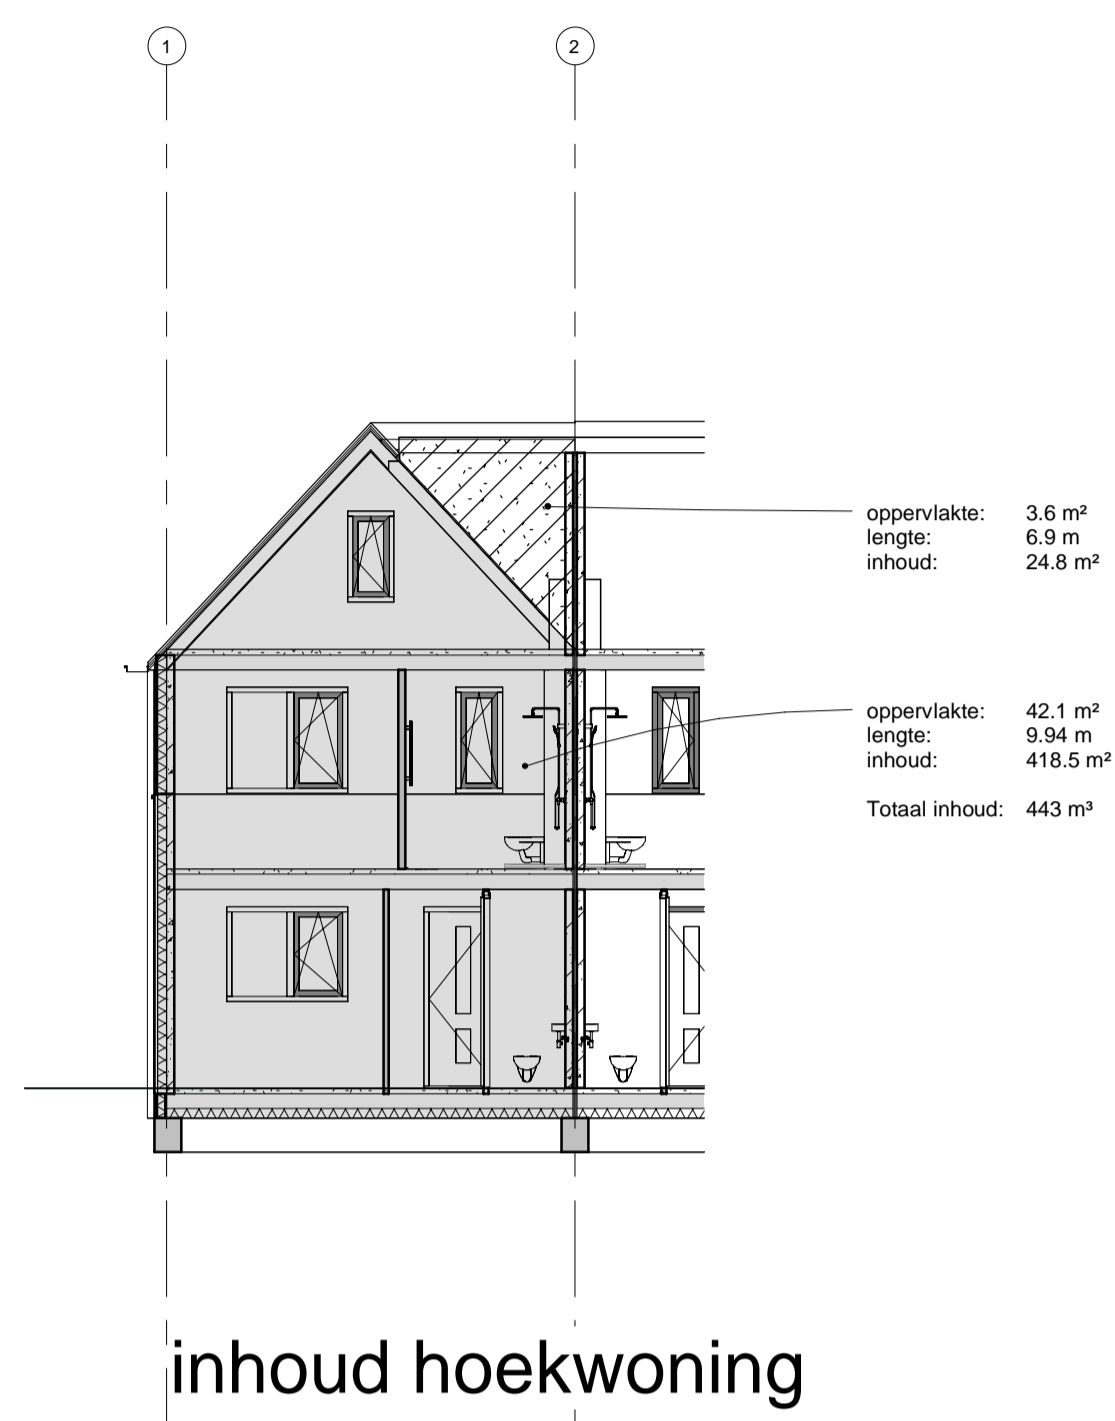 1 2
oppervlakte: 3.6 m²
lengte: 6.9 m
inhoud: 24.8 m²
oppervlakte: 42.1 m²
lengte: 9.94 m
inhoud: 418.5 m²
Totaal inhoud: 443 m³
inhoud hoekwoning